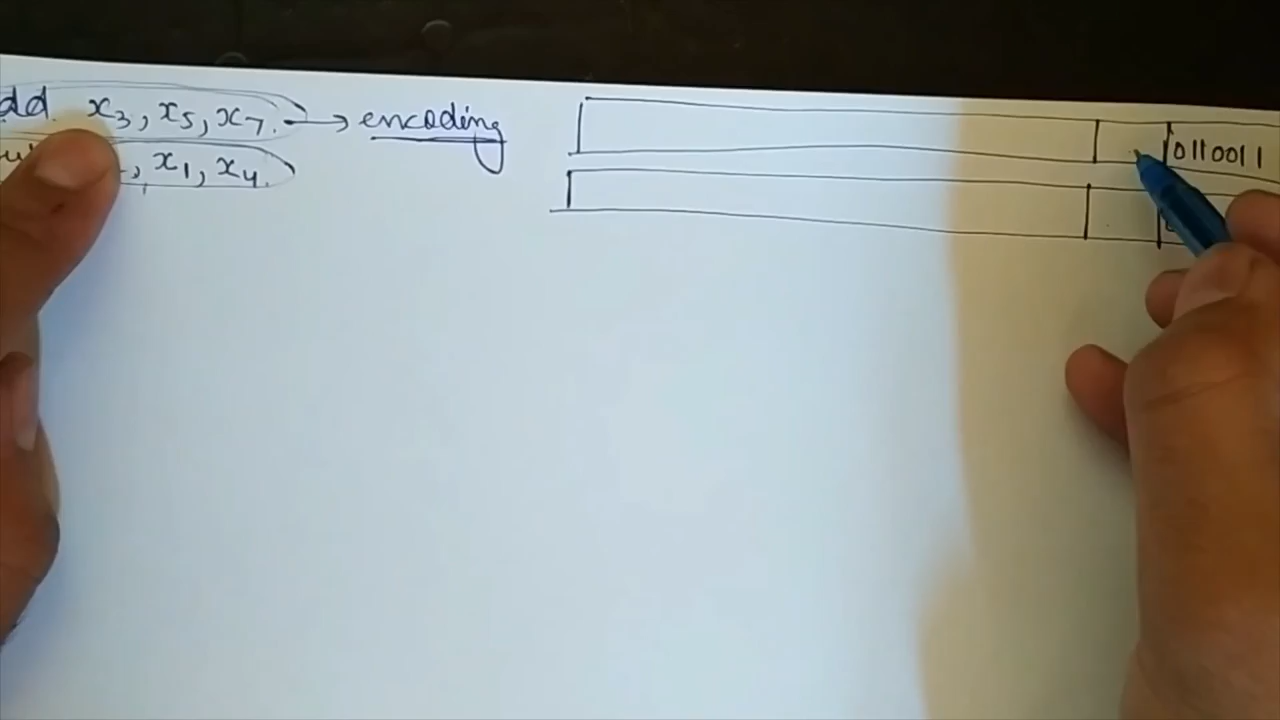 dd x₃, x₅, x₇. → encoding
x₁, x₄.
0110011